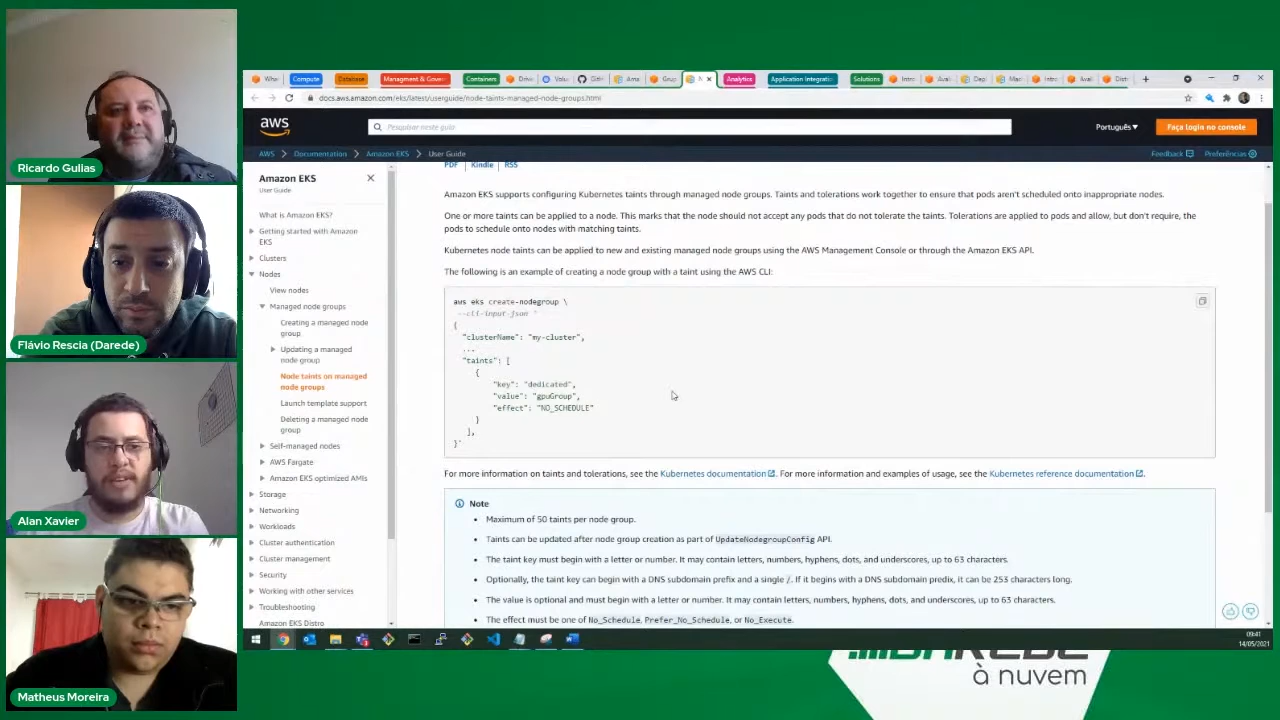 Ricardo Gulias
Flávio Rescia (Darede)
Alan Xavier
Matheus Moreira
Compute
Database
Managment & Gover
Containers
Drive
Volu
GitH
Ama
Grup
Analytics
Application Integrati
Solutions
Intro
Avai
Dep
Mac
Intro
Avai
Distr
docs.aws.amazon.com/eks/latest/userguide/node-taints-managed-node-groups.html
aws
Pesquisar neste guia
Português
Faça login no console
AWS > Documentation > Amazon EKS > User Guide
Feedback
Preferências
Amazon EKS
User Guide
What is Amazon EKS?
Getting started with Amazon
EKS
Clusters
Nodes
View nodes
Managed node groups
Creating a managed node
group
Updating a managed
node group
Node taints on managed
node groups
Launch template support
Deleting a managed node
group
Self-managed nodes
AWS Fargate
Amazon EKS optimized AMIs
Storage
Networking
Workloads
Cluster authentication
Cluster management
Security
Working with other services
Troubleshooting
Amazon EKS Distro
PDF Kindle RSS
Amazon EKS supports configuring Kubernetes taints through managed node groups. Taints and tolerations work together to ensure that pods aren't scheduled onto inappropriate nodes.
One or more taints can be applied to a node. This marks that the node should not accept any pods that do not tolerate the taints. Tolerations are applied to pods and allow, but don't require, the
pods to schedule onto nodes with matching taints.
Kubernetes node taints can be applied to new and existing managed node groups using the AWS Management Console or through the Amazon EKS API.
The following is an example of creating a node group with a taint using the AWS CLI:
aws eks create-nodegroup \
--cli-input-json '
{
"clusterName": "my-cluster",
...
"taints": [
{
"key": "dedicated",
"value": "gpuGroup",
"effect": "NO_SCHEDULE"
}
],
}'
For more information on taints and tolerations, see the Kubernetes documentation. For more information and examples of usage, see the Kubernetes reference documentation.
Note
• Maximum of 50 taints per node group.
• Taints can be updated after node group creation as part of UpdateNodegroupConfig API.
• The taint key must begin with a letter or number. It may contain letters, numbers, hyphens, dots, and underscores, up to 63 characters.
• Optionally, the taint key can begin with a DNS subdomain prefix and a single /. If it begins with a DNS subdomain predix, it can be 253 characters long.
• The value is optional and must begin with a letter or number. It may contain letters, numbers, hyphens, dots, and underscores, up to 63 characters.
• The effect must be one of No_Schedule, Prefer_No_Schedule, or No_Execute.
09:41
14/05/2021
à nuvem